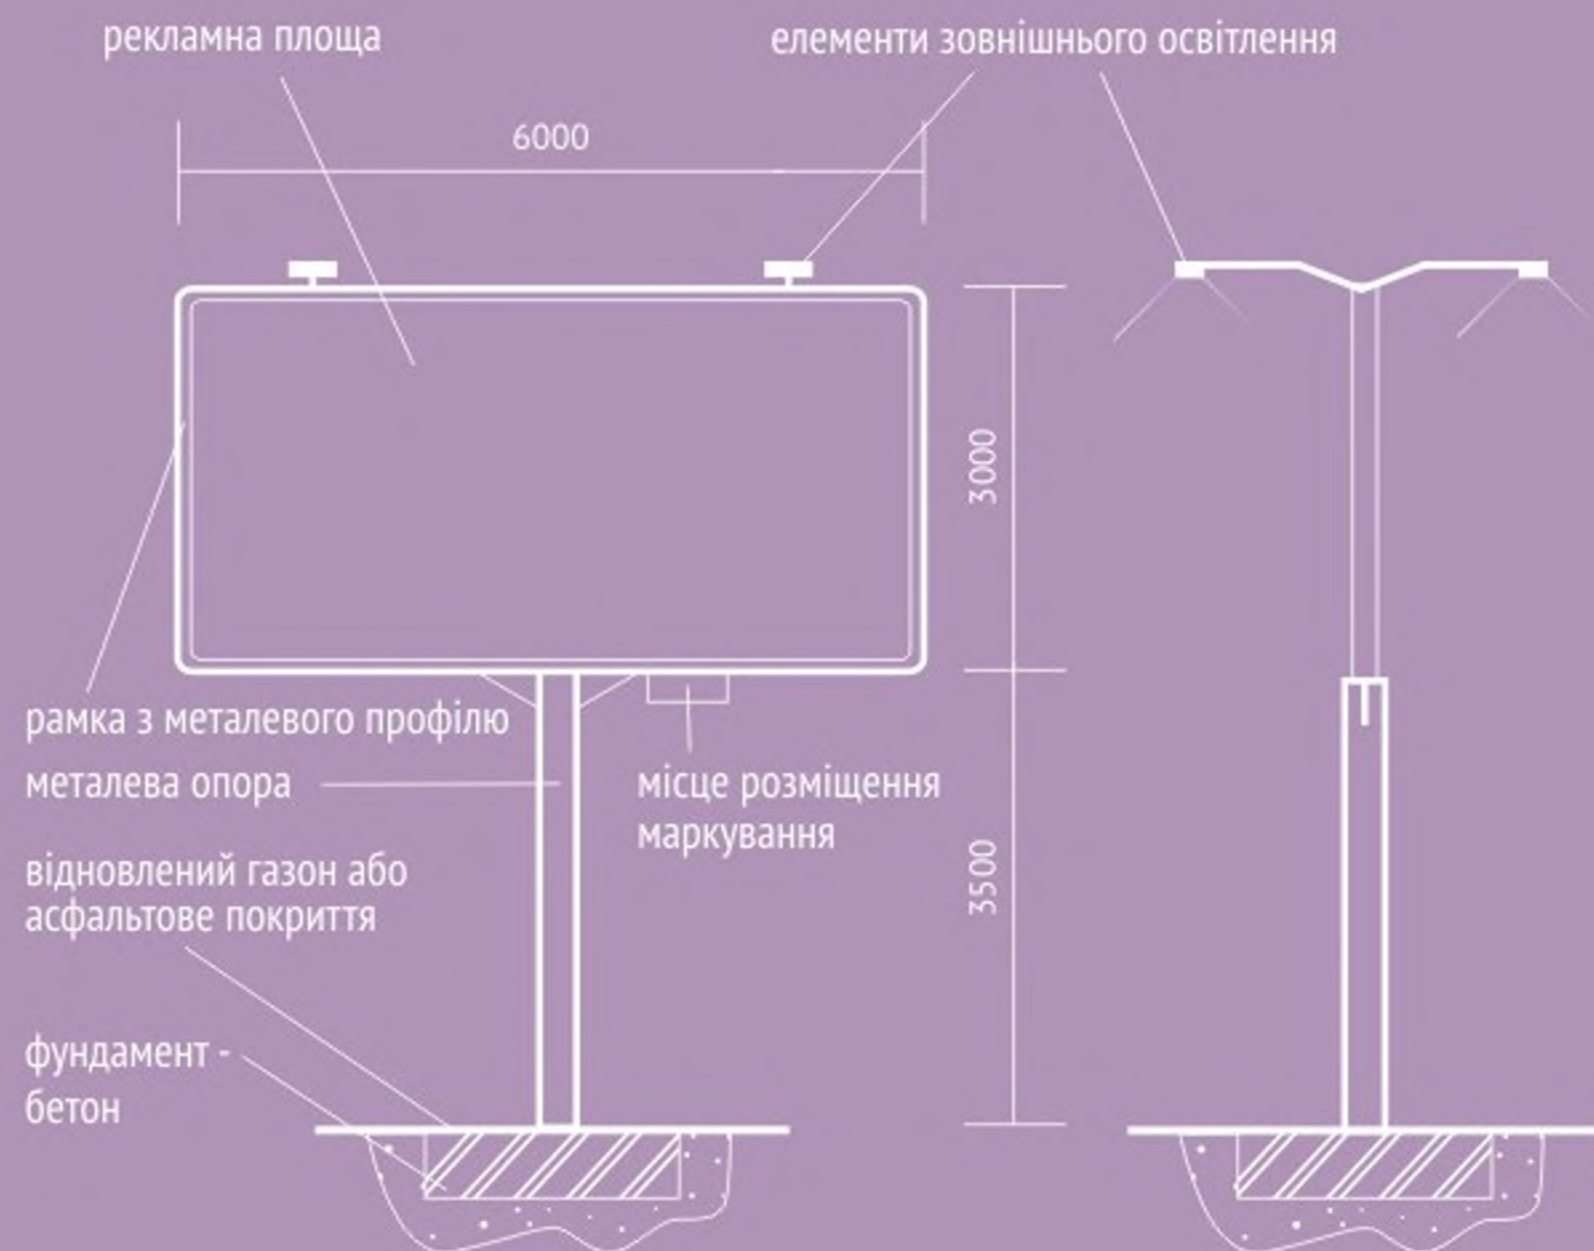 рекламна площа
елементи зовнішнього освітлення
6000
3000
рамка з металевого профілю
металева опора
місце розміщення
маркування
відновлений газон або
асфальтове покриття
3500
фундамент -
бетон